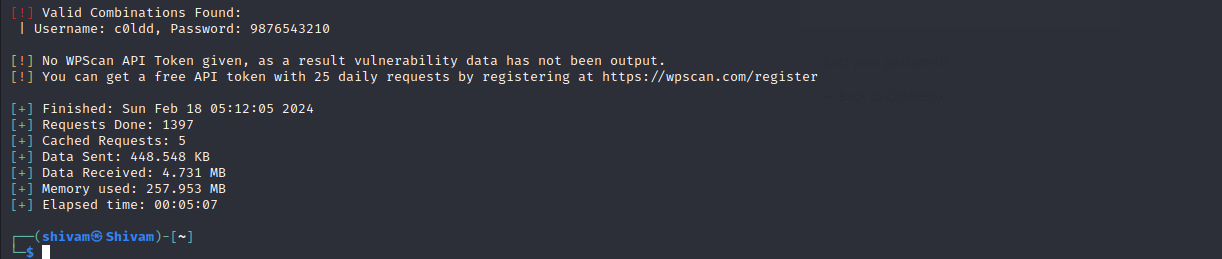 [!] Valid Combinations Found:
| Username: c0ldd, Password: 9876543210
[!] No WPScan API Token given, as a result vulnerability data has not been output.
[!] You can get a free API token with 25 daily requests by registering at https://wpscan.com/register
[+] Finished: Sun Feb 18 05:12:05 2024
[+] Requests Done: 1397
[+] Cached Requests: 5
[+] Data Sent: 448.548 KB
[+] Data Received: 4.731 MB
[+] Memory used: 257.953 MB
[+] Elapsed time: 00:05:07
┌──(shivam㉿Shivam)-[~]
└─$